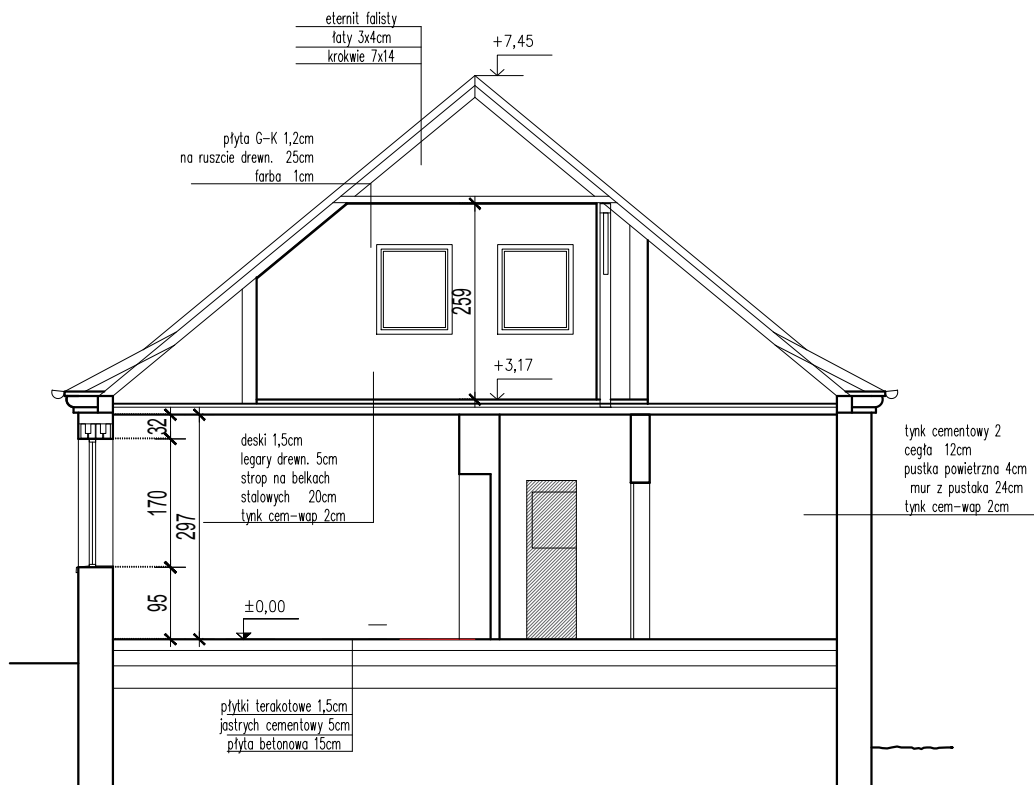 eternit falisty
łaty 3x4cm
krokwie 7x14
+7,45
płyta G-K 1,2cm
na ruszcie drewn. 25cm
farba 1cm
259
+3,17
32
170
297
95
deski 1,5cm
legary drewn. 5cm
strop na belkach
stalowych 20cm
tynk cem-wap 2cm
tynk cementowy 2
cegła 12cm
pustka powietrzna 4cm
mur z pustaka 24cm
tynk cem-wap 2cm
±0,00
płytki terakotowe 1,5cm
jastrych cementowy 5cm
płyta betonowa 15cm